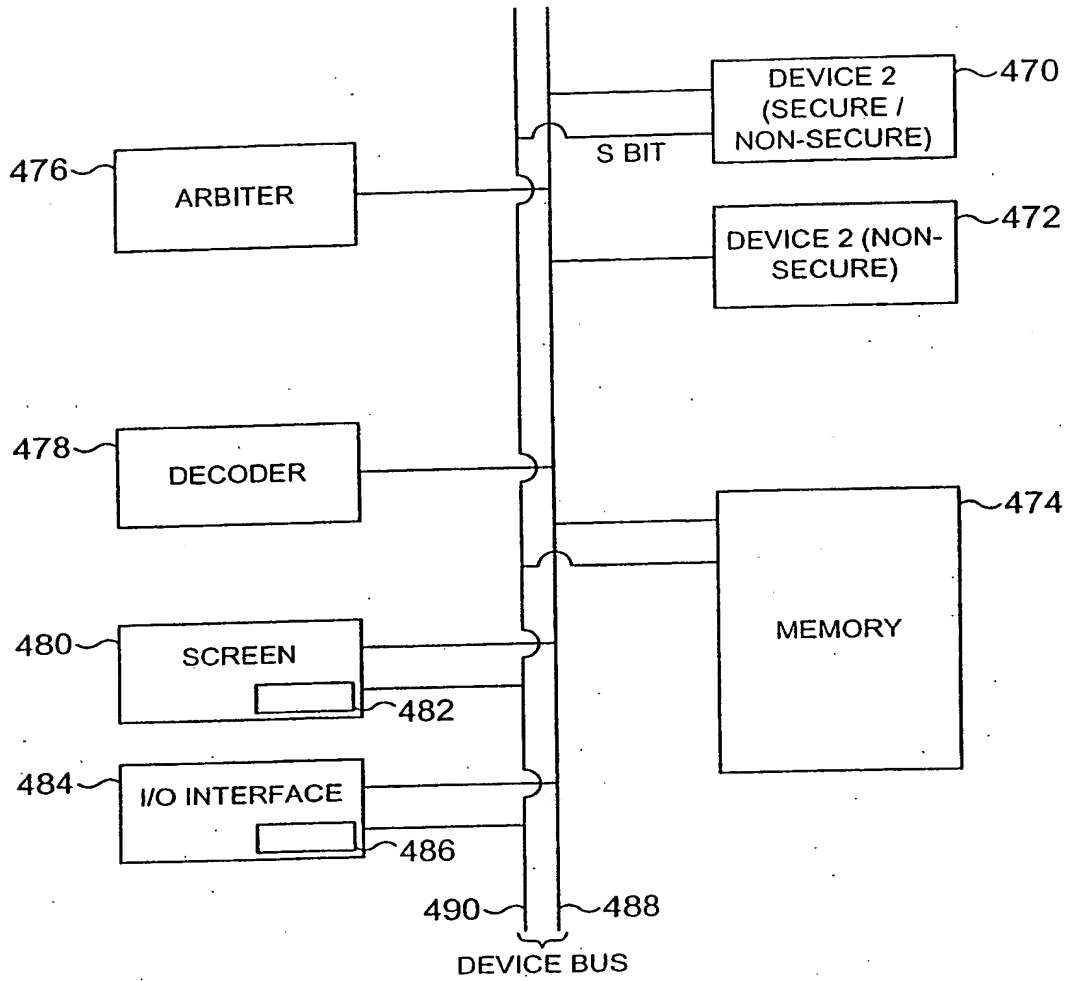 DEVICE 2
(SECURE /
NON-SECURE)
470
S BIT
476
ARBITER
472
DEVICE 2 (NON-
SECURE)
478
DECODER
474
MEMORY
480
SCREEN
482
484
I/O INTERFACE
486
490
488
DEVICE BUS